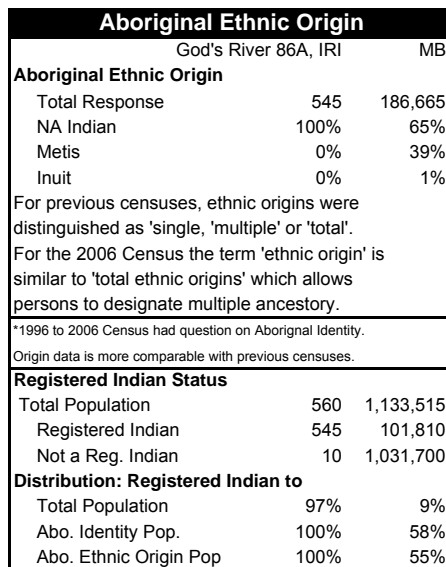 Aboriginal Ethnic Origin
God's River 86A, IRI MB
Aboriginal Ethnic Origin
Total Response 545 186,665
NA Indian 100% 65%
Metis 0% 39%
Inuit 0% 1%
For previous censuses, ethnic origins were
distinguished as 'single, 'multiple' or 'total'.
For the 2006 Census the term 'ethnic origin' is
similar to 'total ethnic origins' which allows
persons to designate multiple ancestory.
*1996 to 2006 Census had question on Aborignal Identity.
Origin data is more comparable with previous censuses.
Registered Indian Status
Total Population 560 1,133,515
Registered Indian 545 101,810
Not a Reg. Indian 10 1,031,700
Distribution: Registered Indian to
Total Population 97% 9%
Abo. Identity Pop. 100% 58%
Abo. Ethnic Origin Pop 100% 55%